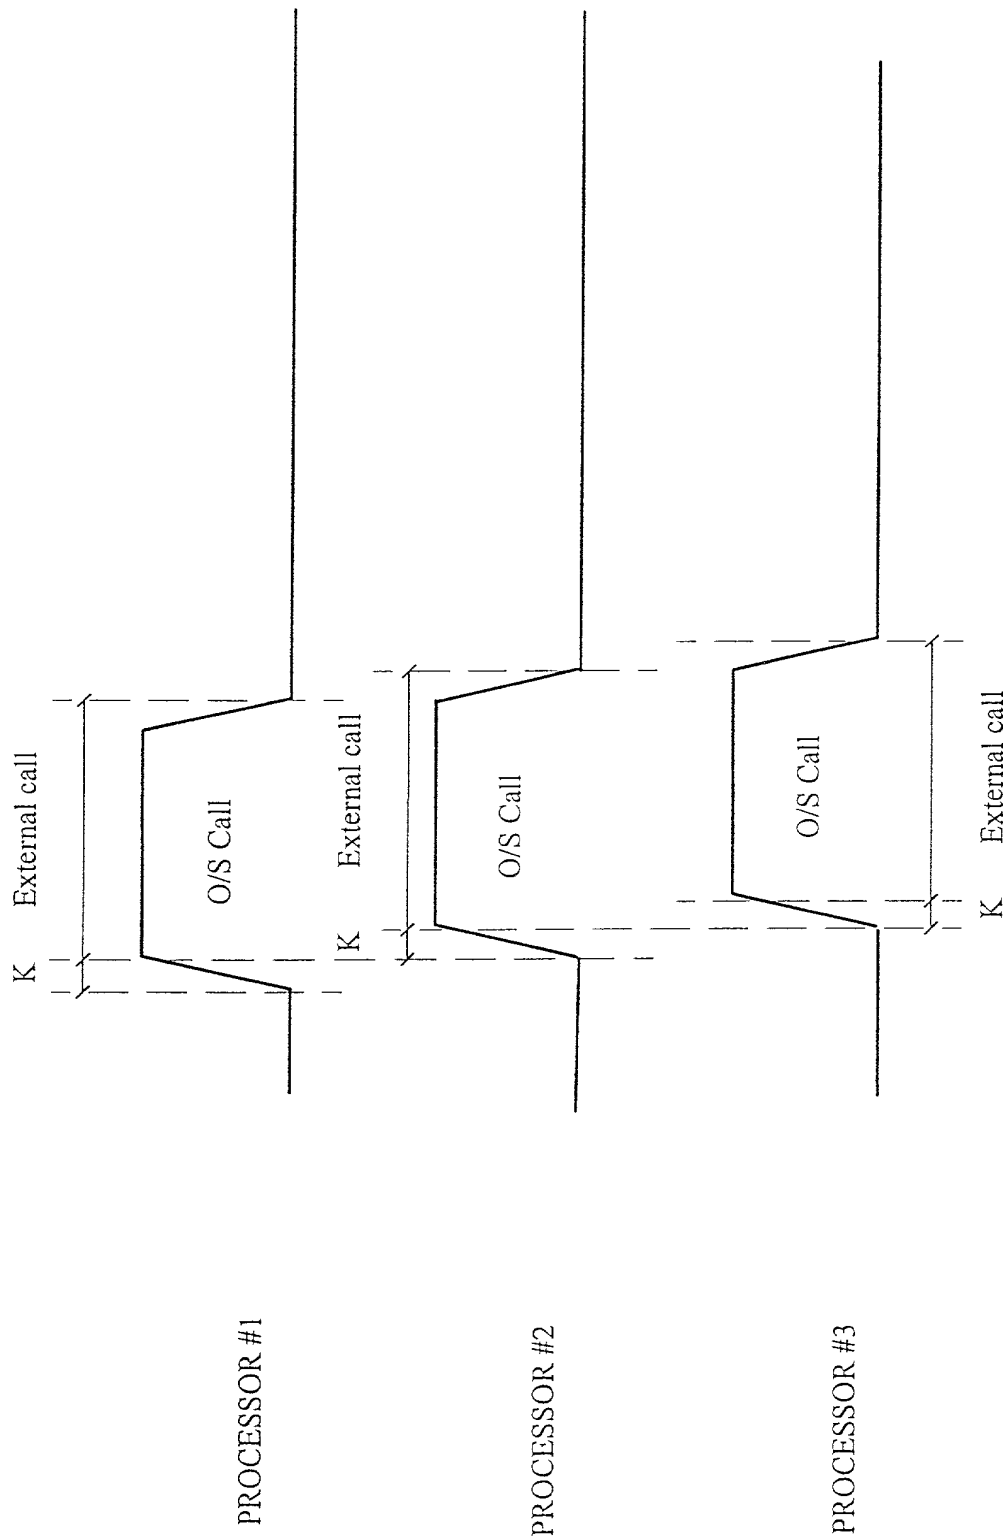 K External call
PROCESSOR #1
O/S Call
K External call
PROCESSOR #2
O/S Call
PROCESSOR #3
O/S Call
K External call